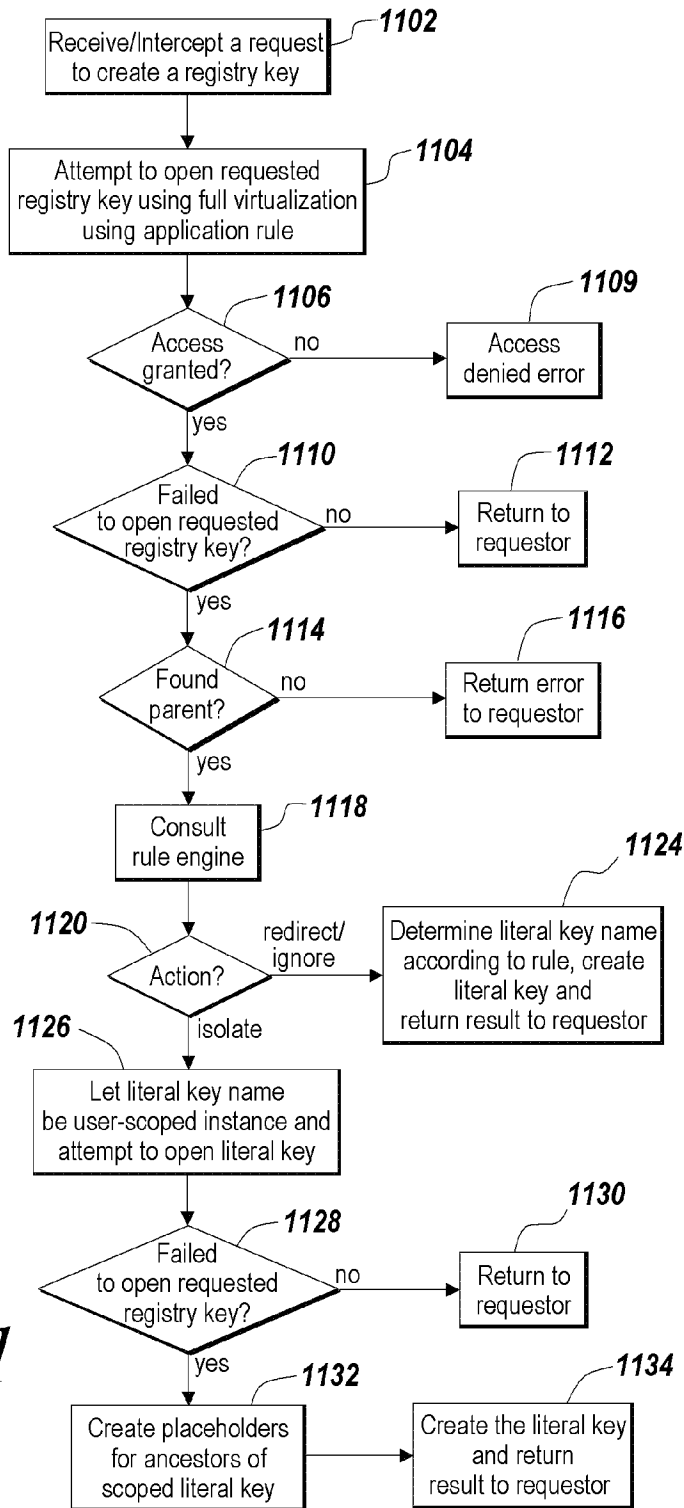 1102
Receive/Intercept a request
to create a registry key
1104
Attempt to open requested
registry key using full virtualization
using application rule
1106
Access
granted?
no
1109
Access
denied error
yes
1110
Failed
to open requested
registry key?
no
1112
Return to
requestor
yes
1114
Found
parent?
no
1116
Return error
to requestor
yes
1118
Consult
rule engine
1120
Action?
redirect/
ignore
1124
Determine literal key name
according to rule, create
literal key and
return result to requestor
isolate
1126
Let literal key name
be user-scoped instance and
attempt to open literal key
1128
Failed
to open requested
registry key?
no
1130
Return to
requestor
yes
1132
Create placeholders
for ancestors of
scoped literal key
1134
Create the literal key
and return
result to requestor